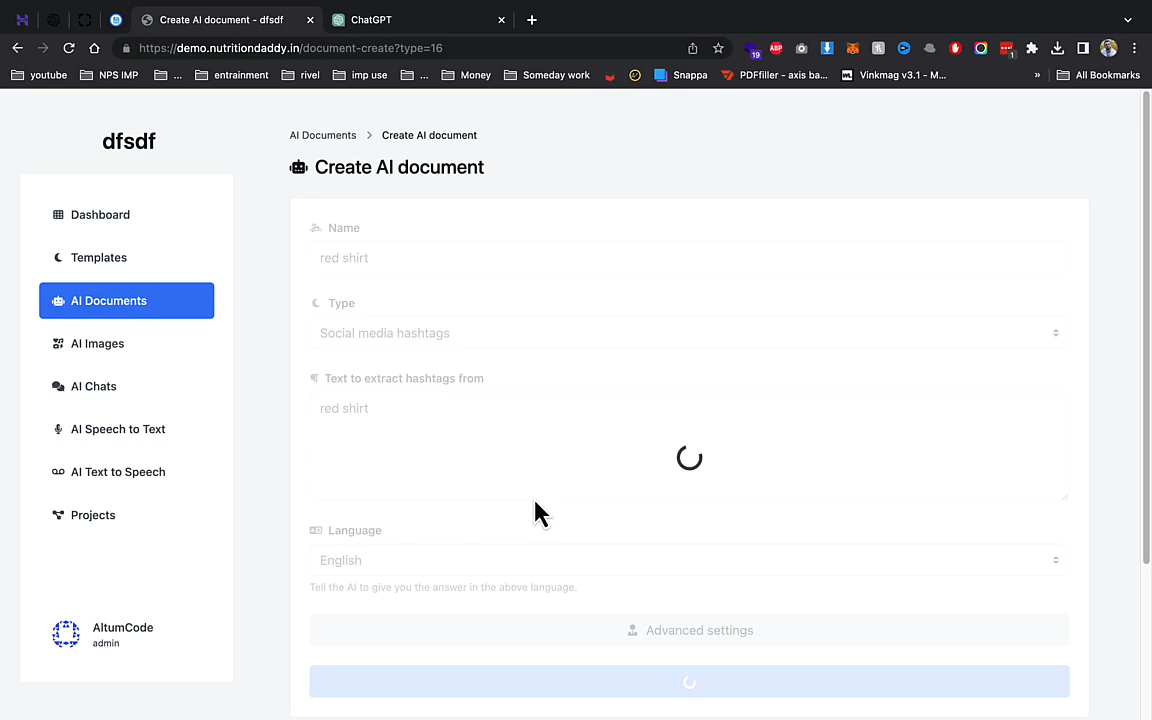 Create AI document - dfsdf
ChatGPT
https://demo.nutritiondaddy.in/document-create?type=16
19
ABP
1
youtube
NPS IMP
...
entrainment
rivel
imp use
...
Money
Someday work
Snappa
PDFfiller - axis ba...
Vinkmag v3.1 - M...
»
All Bookmarks
dfsdf
Dashboard
Templates
AI Documents
AI Images
AI Chats
AI Speech to Text
AI Text to Speech
Projects
AltumCode
admin
AI Documents > Create AI document
Create AI document
Name
red shirt
Type
Social media hashtags
Text to extract hashtags from
red shirt
Language
English
Tell the AI to give you the answer in the above language.
Advanced settings